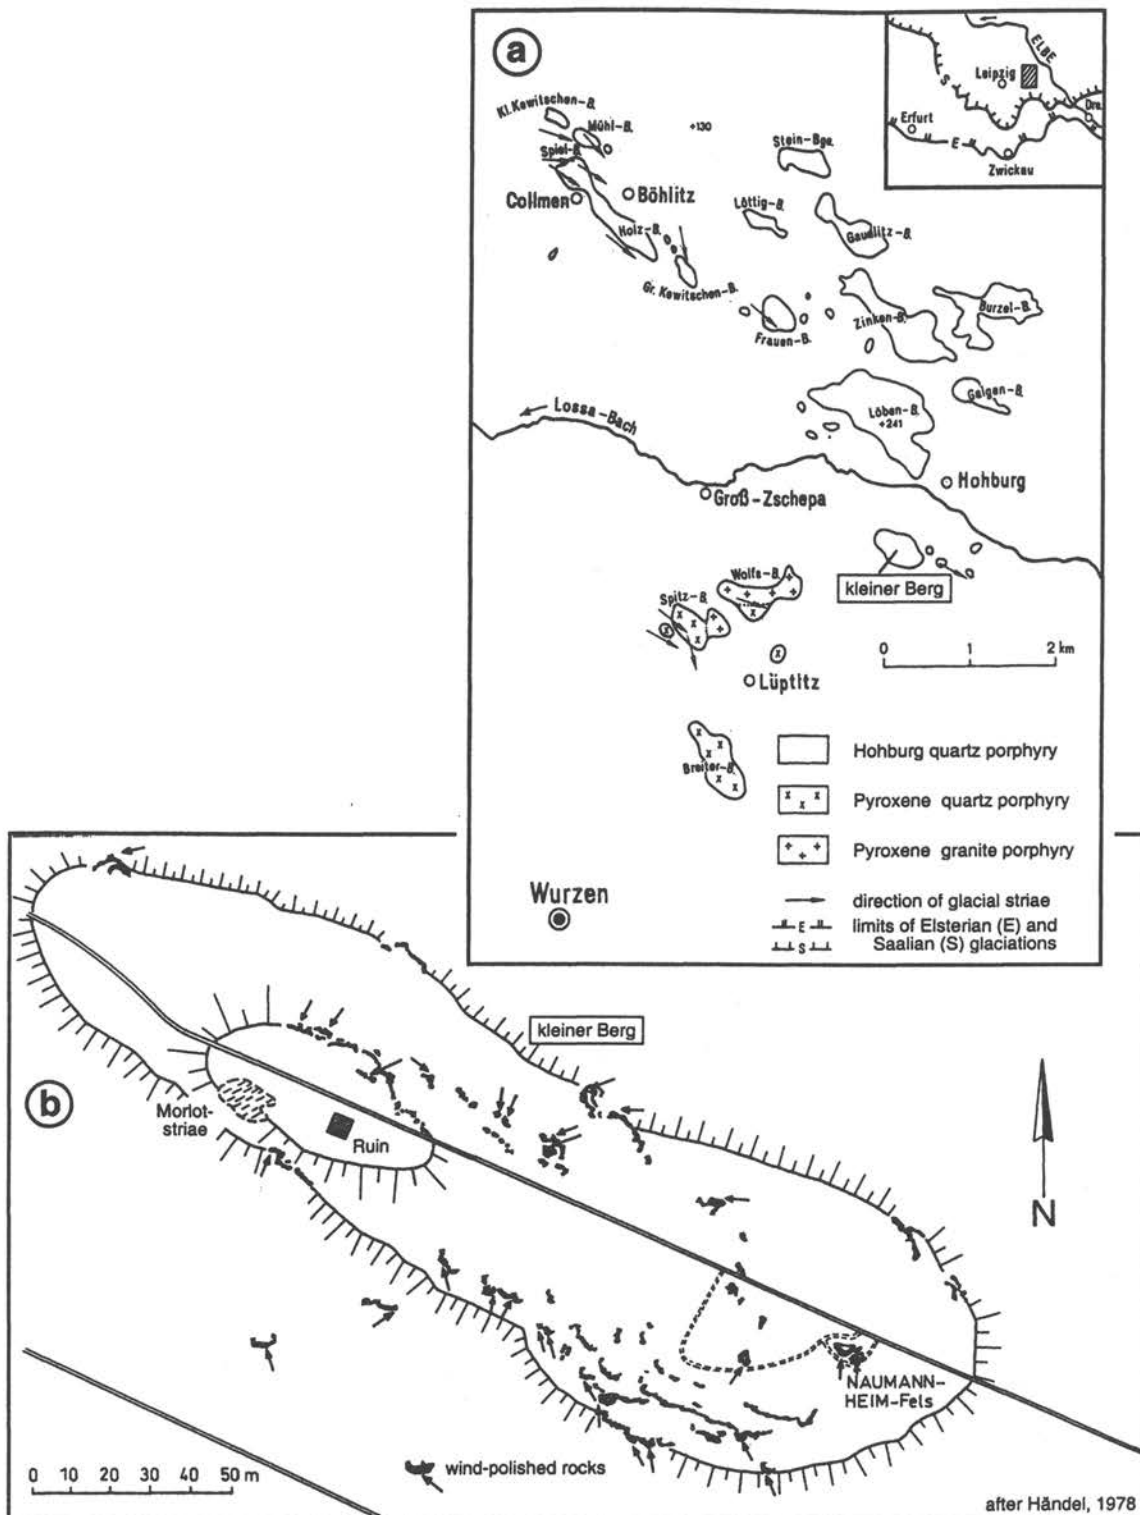 a
ELBE
Leipzig
S
Dre.
Erfurt
E
Zwickau
Kl. Kewitschen-B.
Mühl-B.
+130
Spiel-B.
Stein-Bge.
Collmen
Böhlitz
Löttig-B.
Holz-B.
Gaudlitz-B.
Gr. Kewitschen-B.
Burzel-B.
Zinken-B.
Frauen-B.
Galgen-B.
Lossa-Bach
Löben-B.
+241
Hohburg
Groß-Zschepa
Wolfs-B.
kleiner Berg
Spitz-B.
0 1 2 km
Lüptitz
Hohburg quartz porphyry
Breiter-B.
Pyroxene quartz porphyry
Pyroxene granite porphyry
Wurzen
direction of glacial striae
E limits of Elsterian (E) and
S Saalian (S) glaciations
kleiner Berg
b
Morlot-
striae
Ruin
N
NAUMANN-
HEIM-Fels
wind-polished rocks
0 10 20 30 40 50 m
after Händel, 1978